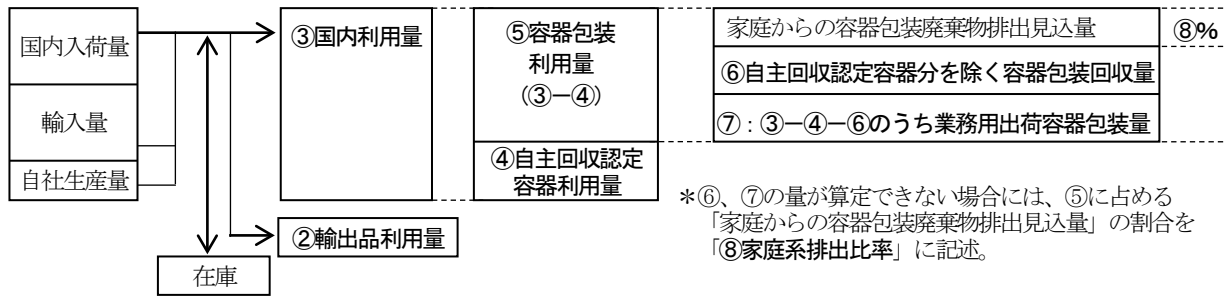 国内入荷量
輸入量
自社生産量
在庫
③国内利用量
②輸出品利用量
⑤容器包装
利用量
（③－④）
④自主回収認定
容器利用量
家庭からの容器包装廃棄物排出見込量
⑧%
⑥自主回収認定容器分を除く容器包装回収量
⑦：③－④－⑥のうち業務用出荷容器包装量
＊⑥、⑦の量が算定できない場合には、⑤に占める
「家庭からの容器包装廃棄物排出見込量」の割合を
「⑧家庭系排出比率」に記述。